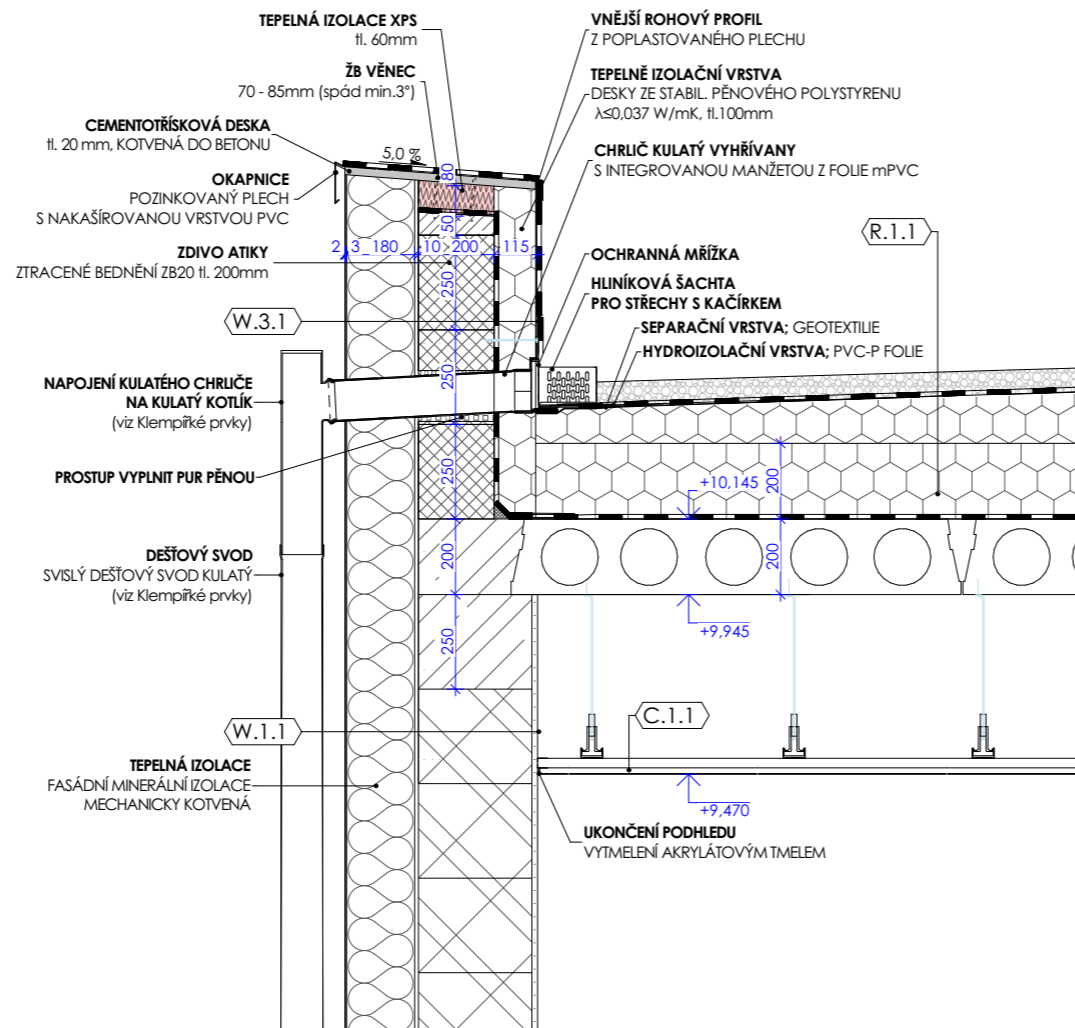 TEPELNÁ IZOLACE XPS
tl. 60mm
ŽB VĚNEC
70 - 85mm (spád min.3°)
CEMENTOTŘÍSKOVÁ DESKA
tl. 20 mm, KOTVENÁ DO BETONU
OKAPNICE
POZINKOVANÝ PLECH
S NAKAŠÍROVANOU VRSTVOU PVC
ZDIVO ATIKY
ZTRACENÉ BEDNĚNÍ ZB20 tl. 200mm
W.3.1
NAPOJENÍ KULATÉHO CHRLIČE
NA KULATÝ KOTLÍK
(viz Klempířké prvky)
PROSTUP VYPLNIT PUR PĚNOU
DEŠŤOVÝ SVOD
SVISLÝ DEŠŤOVÝ SVOD KULATÝ
(viz Klempířké prvky)
W.1.1
TEPELNÁ IZOLACE
FASÁDNÍ MINERÁLNÍ IZOLACE
MECHANICKY KOTVENÁ
VNĚJŠÍ ROHOVÝ PROFIL
Z POPLASTOVANÉHO PLECHU
TEPELNĚ IZOLAČNÍ VRSTVA
DESKY ZE STABIL. PĚNOVÉHO POLYSTYRENU
λ≤0,037 W/mK, tl.100mm
CHRLIČ KULATÝ VYHŘÍVANY
S INTEGROVANOU MANŽETOU Z FOLIE mPVC
R.1.1
OCHRANNÁ MŘÍŽKA
HLINÍKOVÁ ŠACHTA
PRO STŘECHY S KAČÍRKEM
SEPARAČNÍ VRSTVA; GEOTEXTILIE
HYDROIZOLAČNÍ VRSTVA; PVC-P FOLIE
5,0 %
80
50
2 3 180 10 200 115
250
250
250
200
250
+10,145
200
200
+9,945
C.1.1
+9,470
UKONČENÍ PODHLEDU
VYTMELENÍ AKRYLÁTOVÝM TMELEM